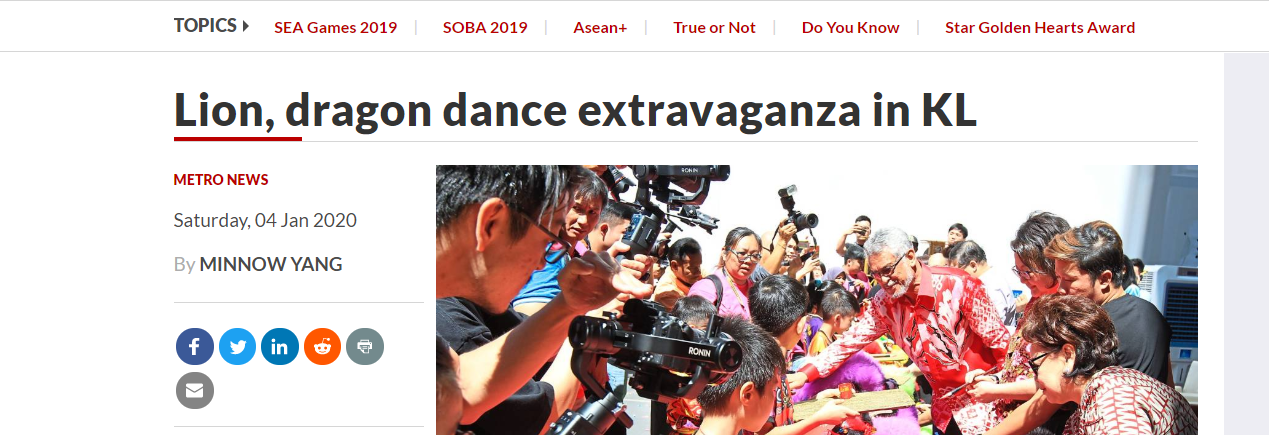 TOPICS SEA Games 2019 | SOBA 2019 | Asean+ | True or Not | Do You Know | Star Golden Hearts Award
Lion, dragon dance extravaganza in KL
METRO NEWS
Saturday, 04 Jan 2020
By MINNOW YANG
RONIN
RONIN